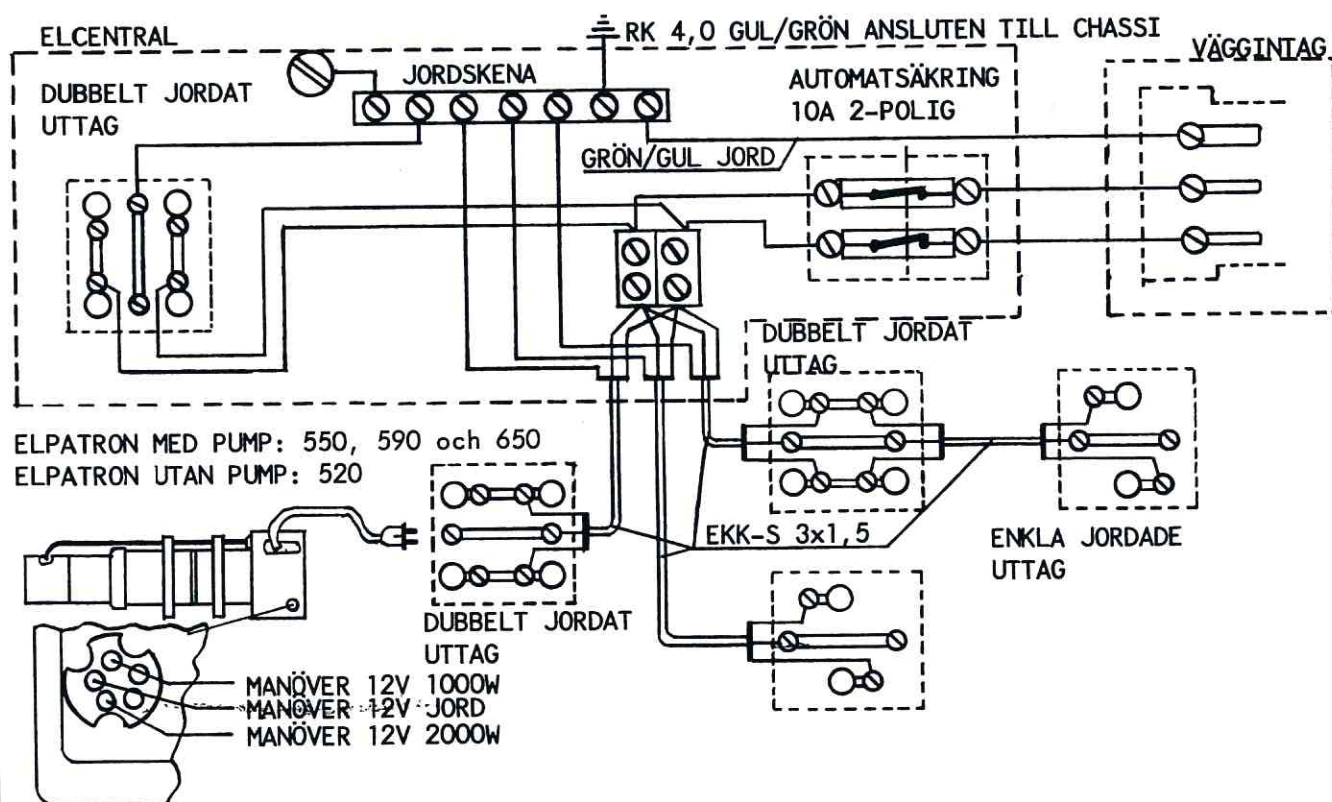 ELCENTRAL
RK 4,0 GUL/GRÖN ANSLUTEN TILL CHASSI
VÄGGINTAG
DUBBELT JORDAT
UTTAG
JORDSKENA
AUTOMATSÄKRING
10A 2-POLIG
GRÖN/GUL JORD
DUBBELT JORDAT
UTTAG
ELPATRON MED PUMP: 550, 590 och 650
ELPATRON UTAN PUMP: 520
EKK-S 3x1,5
ENKLA JORDADE
UTTAG
DUBBELT JORDAT
UTTAG
MANÖVER 12V 1000W
MANÖVER 12V JORD
MANÖVER 12V 2000W